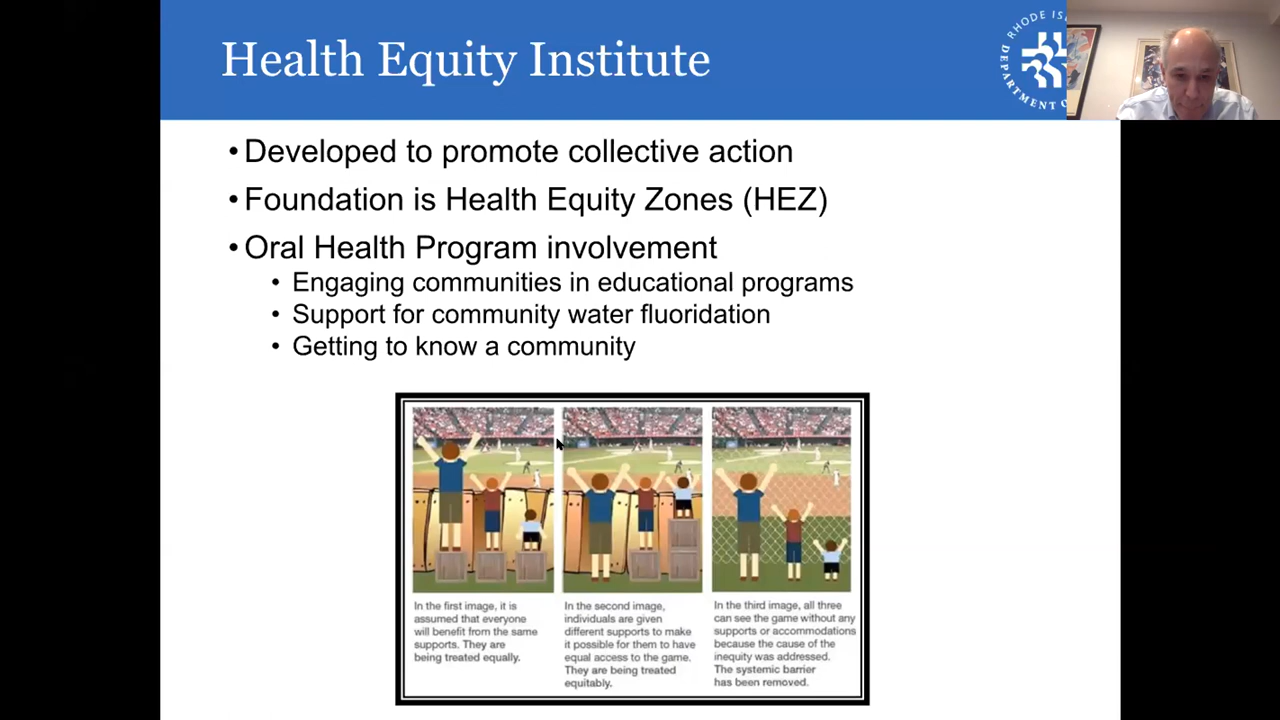 Health Equity Institute
RHODE IS
DEPARTMENT O
•Developed to promote collective action
•Foundation is Health Equity Zones (HEZ)
•Oral Health Program involvement
• Engaging communities in educational programs
• Support for community water fluoridation
• Getting to know a community
In the first image, it is
assumed that everyone
will benefit from the same
supports. They are
being treated equally.
In the second image,
individuals are given
different supports to make
it possible for them to have
equal access to the game.
They are being treated
equitably.
In the third image, all three
can see the game without any
supports or accommodations
because the cause of the
inequity was addressed.
The systemic barrier
has been removed.